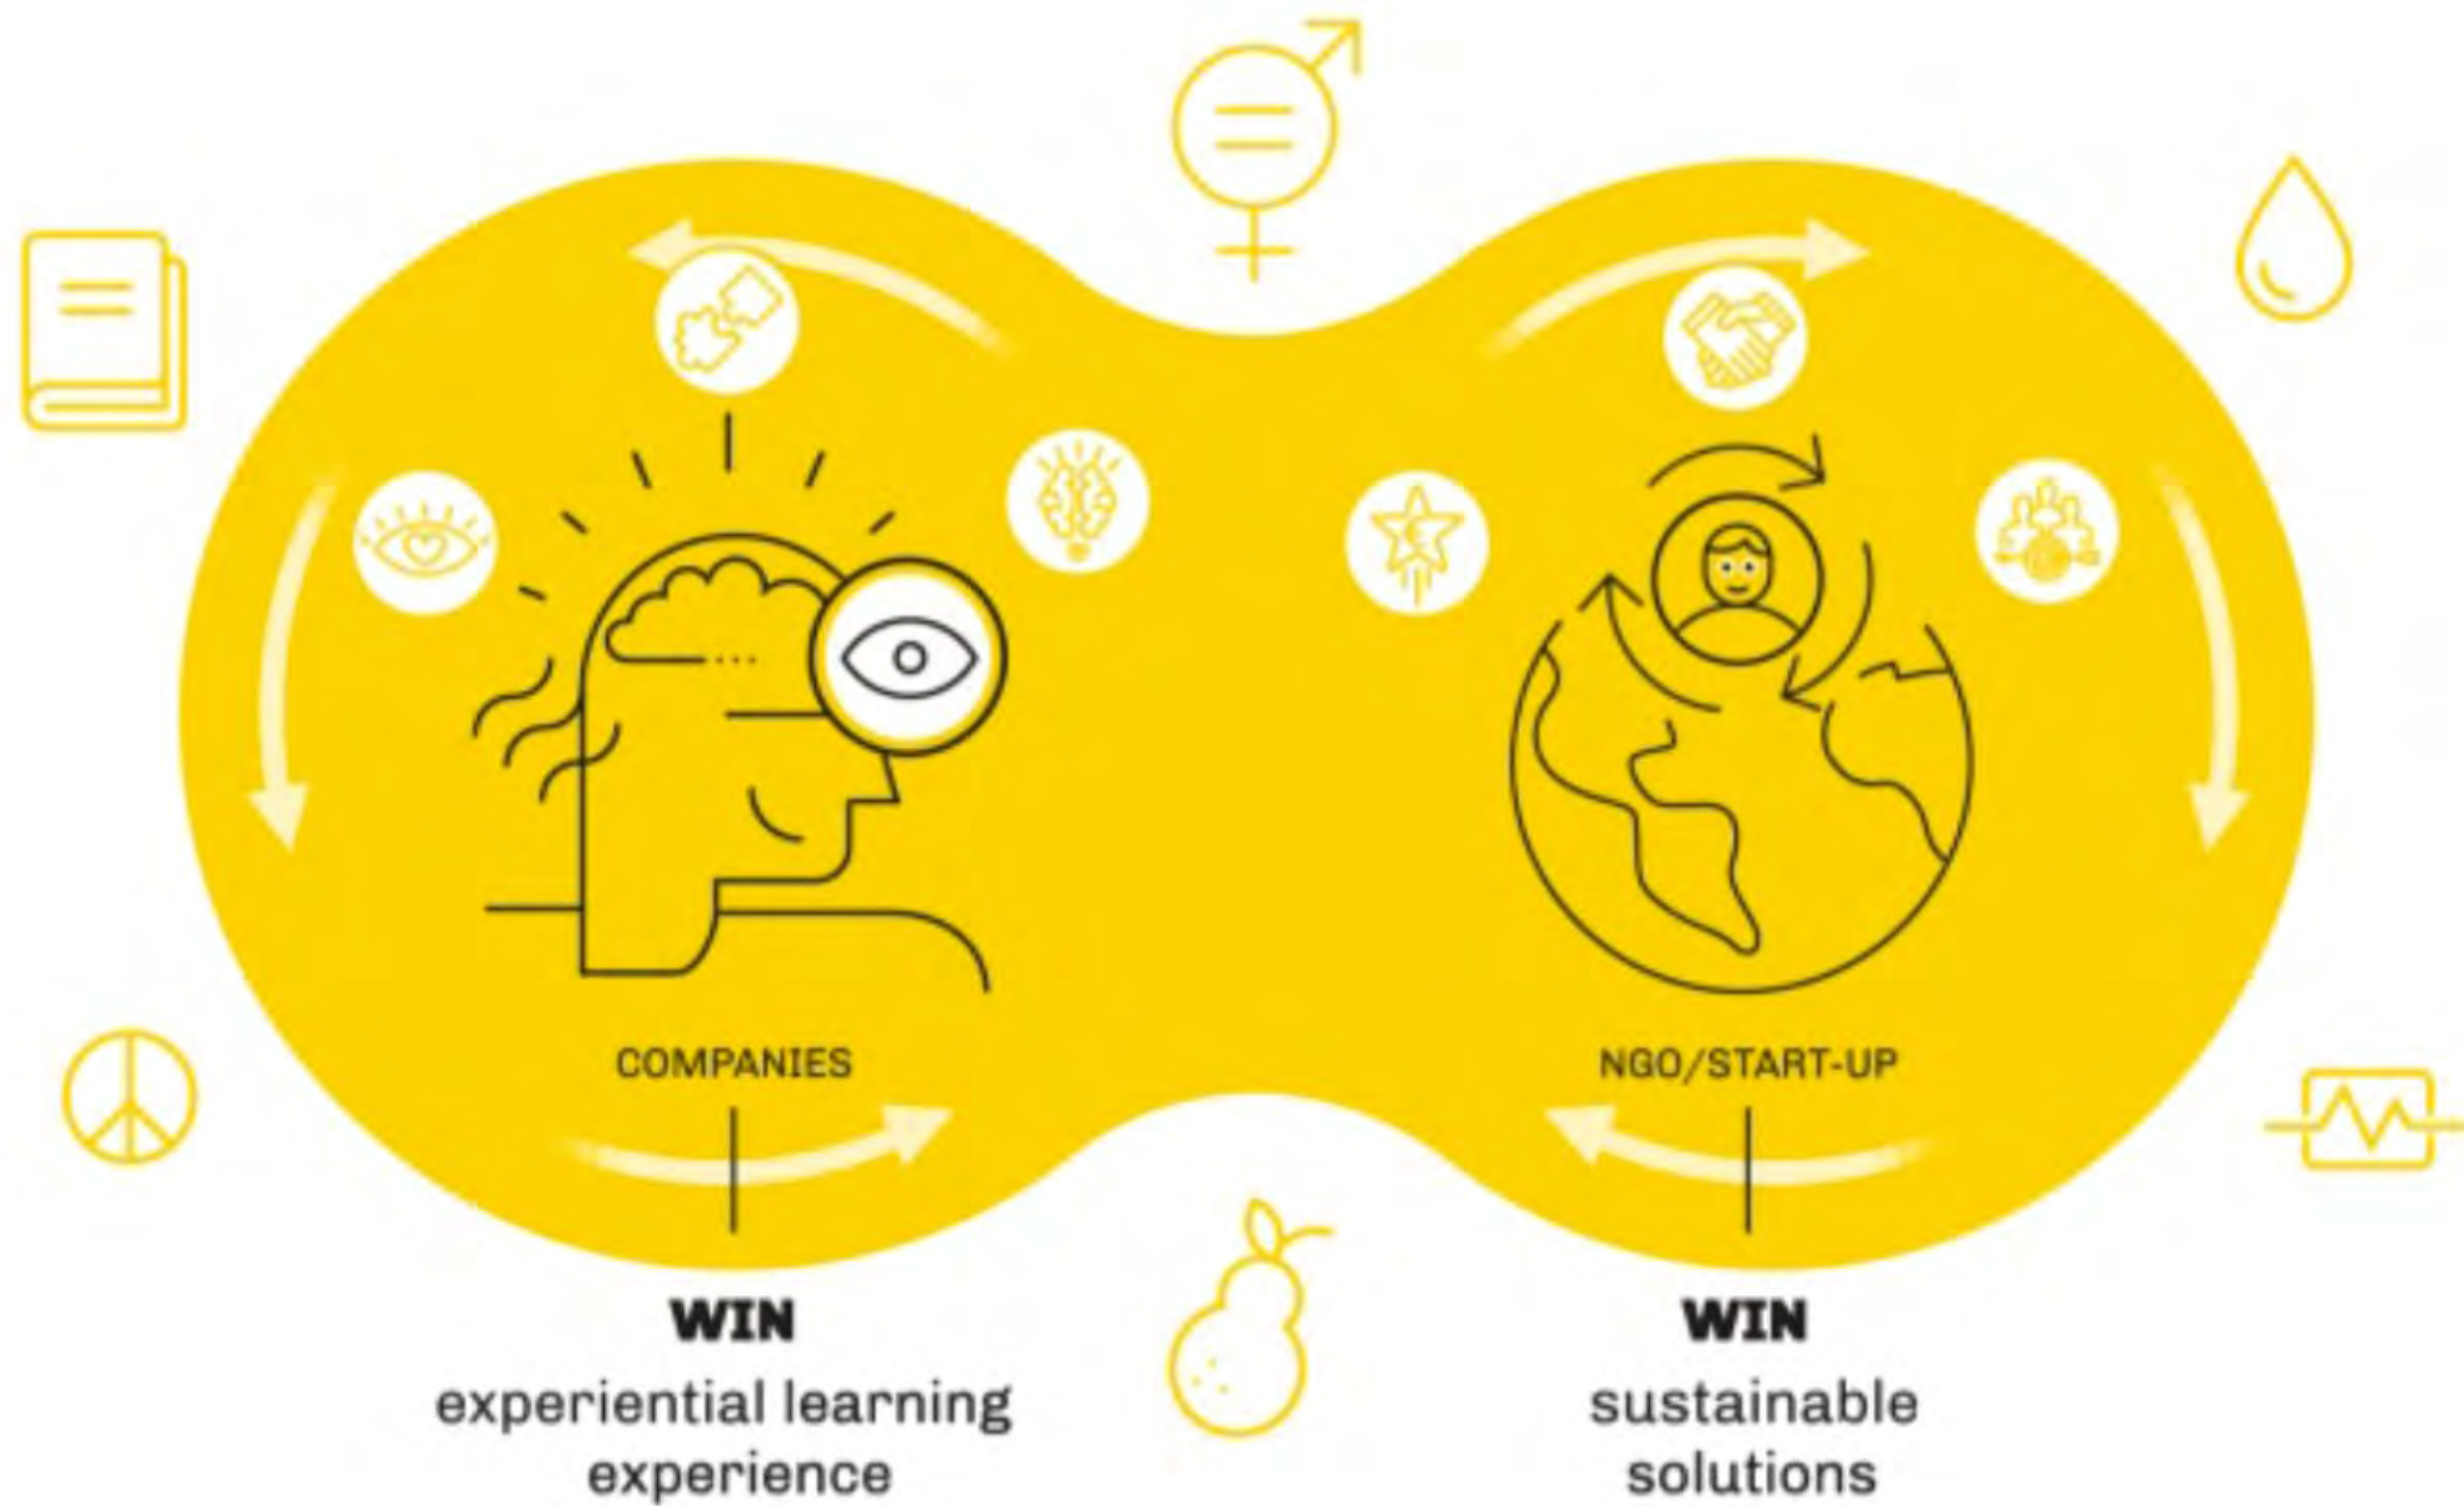 COMPANIES
NGO/START-UP
WIN
experiential learning
experience
WIN
sustainable
solutions